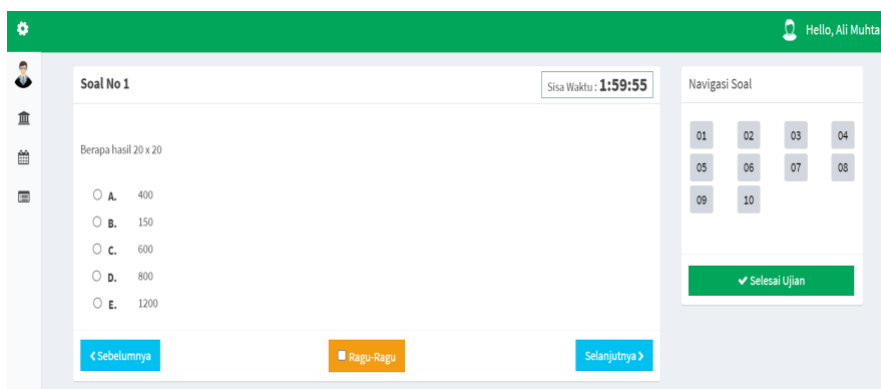 Hello, Ali Muhta
Soal No 1
Sisa Waktu : 1:59:55
Berapa hasil 20 x 20
A. 400
B. 150
C. 600
D. 800
E. 1200
Sebelumnya
Ragu-Ragu
Selanjutnya
Navigasi Soal
01 02 03 04
05 06 07 08
09 10
Selesai Ujian